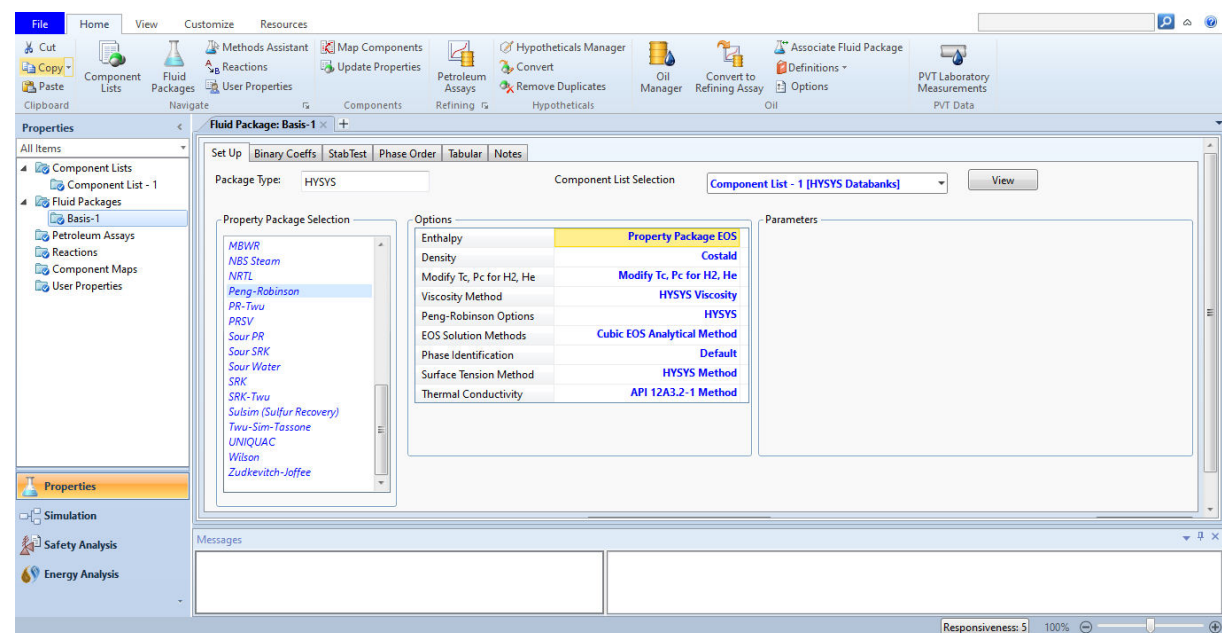 File Home View Customize Resources
Cut
Copy
Paste
Clipboard
Component Lists
Fluid Packages
Methods Assistant
Reactions
User Properties
Navigate
Map Components
Update Properties
Components
Petroleum Assays
Refining
Hypotheticals Manager
Convert
Remove Duplicates
Hypotheticals
Oil Manager
Convert to Refining Assay
Associate Fluid Package
Definitions
Options
Oil
PVT Laboratory Measurements
PVT Data
Properties <
All Items
Component Lists
Component List - 1
Fluid Packages
Basis-1
Petroleum Assays
Reactions
Component Maps
User Properties
Properties
Simulation
Safety Analysis
Energy Analysis
Fluid Package: Basis-1 × +
Set Up Binary Coeffs StabTest Phase Order Tabular Notes
Package Type: HYSYS Component List Selection Component List - 1 [HYSYS Databanks] View
Property Package Selection
MBWR
NBS Steam
NRTL
Peng-Robinson
PR-Twu
PRSV
Sour PR
Sour SRK
Sour Water
SRK
SRK-Twu
Sulsim (Sulfur Recovery)
Twu-Sim-Tassone
UNIQUAC
Wilson
Zudkevitch-Joffee
Options
Enthalpy Property Package EOS
Density Costald
Modify Tc, Pc for H2, He Modify Tc, Pc for H2, He
Viscosity Method HYSYS Viscosity
Peng-Robinson Options HYSYS
EOS Solution Methods Cubic EOS Analytical Method
Phase Identification Default
Surface Tension Method HYSYS Method
Thermal Conductivity API 12A3.2-1 Method
Parameters
Messages
Responsiveness: 5 100%